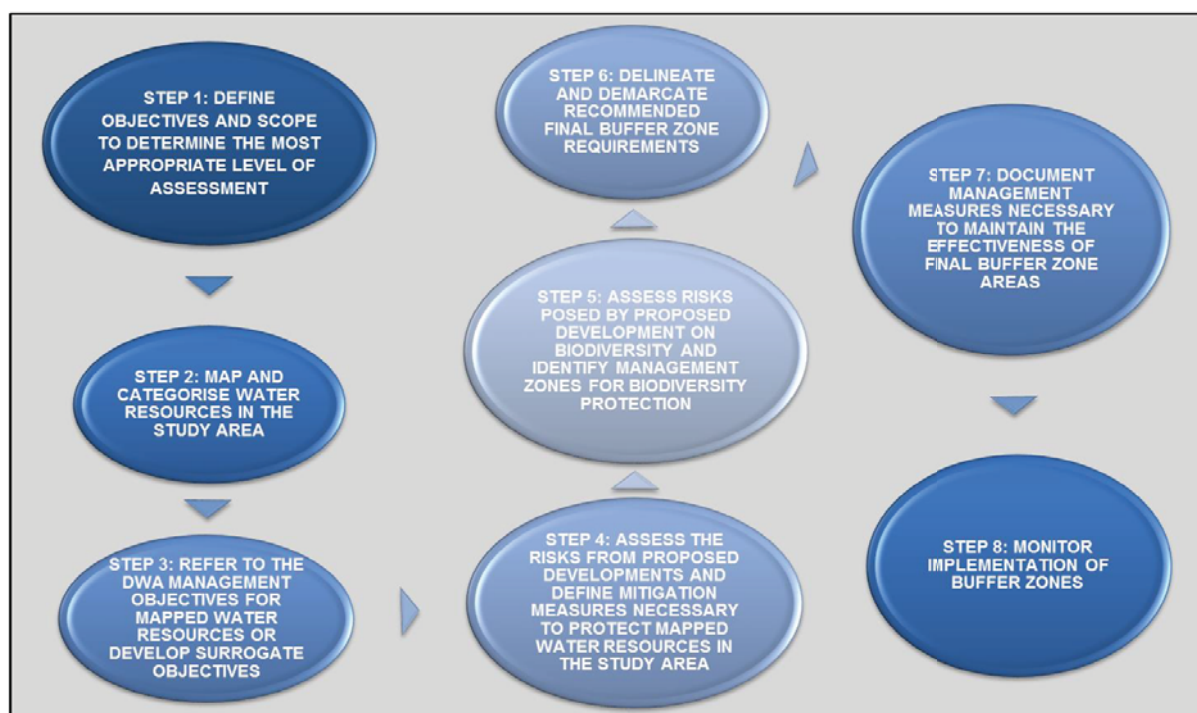 STEP 1: DEFINE
OBJECTIVES AND SCOPE
TO DETERMINE THE MOST
APPROPRIATE LEVEL OF
ASSESSMENT
STEP 2: MAP AND
CATEGORISE WATER
RESOURCES IN THE
STUDY AREA
STEP 3: REFER TO THE
DWA MANAGEMENT
OBJECTIVES FOR
MAPPED WATER
RESOURCES OR
DEVELOP SURROGATE
OBJECTIVES
STEP 4: ASSESS THE
RISKS FROM PROPOSED
DEVELOPMENTS AND
DEFINE MITIGATION
MEASURES NECESSARY
TO PROTECT MAPPED
WATER RESOURCES IN
THE STUDY AREA
STEP 5: ASSESS RISKS
POSED BY PROPOSED
DEVELOPMENT ON
BIODIVERSITY AND
IDENTIFY MANAGEMENT
ZONES FOR BIODIVERSITY
PROTECTION
STEP 6: DELINEATE
AND DEMARCATE
RECOMMENDED
FINAL BUFFER ZONE
REQUIREMENTS
STEP 7: DOCUMENT
MANAGEMENT
MEASURES NECESSARY
TO MAINTAIN THE
EFFECTIVENESS OF
FINAL BUFFER ZONE
AREAS
STEP 8: MONITOR
IMPLEMENTATION OF
BUFFER ZONES